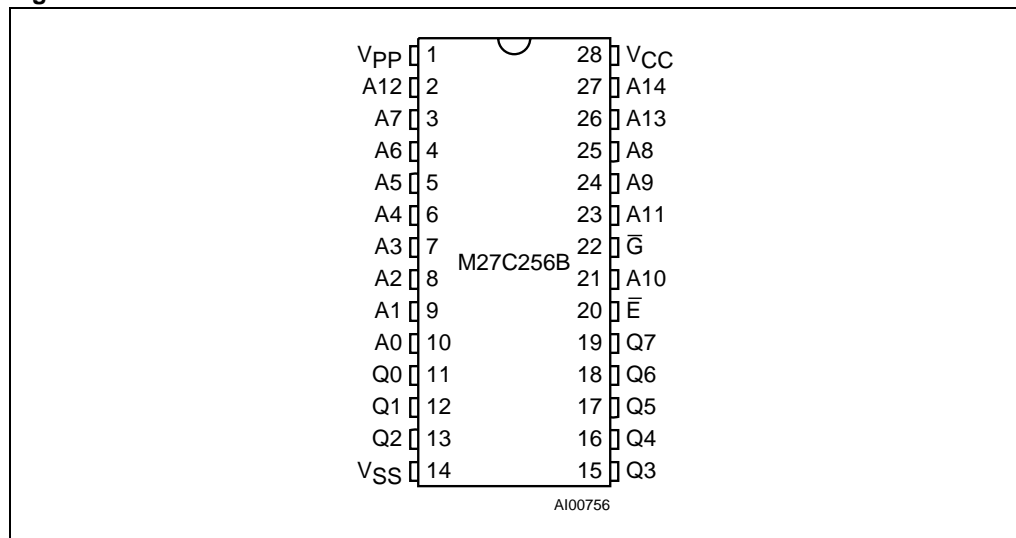 VPP 1 28 VCC
A12 2 27 A14
A7 3 26 A13
A6 4 25 A8
A5 5 24 A9
A4 6 23 A11
A3 7 22 G̅
M27C256B
A2 8 21 A10
A1 9 20 E̅
A0 10 19 Q7
Q0 11 18 Q6
Q1 12 17 Q5
Q2 13 16 Q4
VSS 14 15 Q3
AI00756